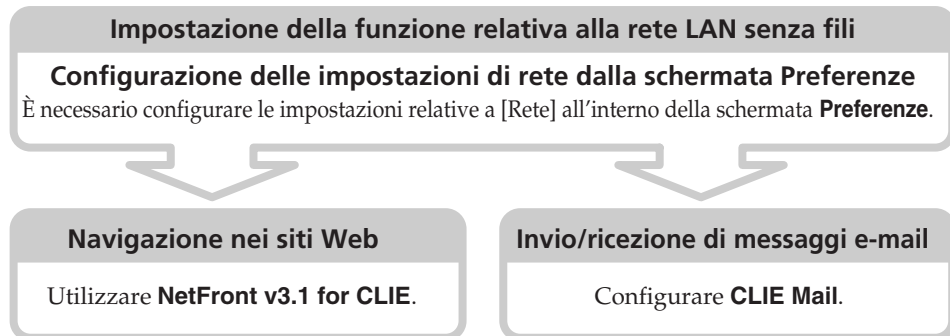 Impostazione della funzione relativa alla rete LAN senza fili
Configurazione delle impostazioni di rete dalla schermata Preferenze
È necessario configurare le impostazioni relative a [Rete] all'interno della schermata Preferenze.
Navigazione nei siti Web
Utilizzare NetFront v3.1 for CLIE.
Invio/ricezione di messaggi e-mail
Configurare CLIE Mail.